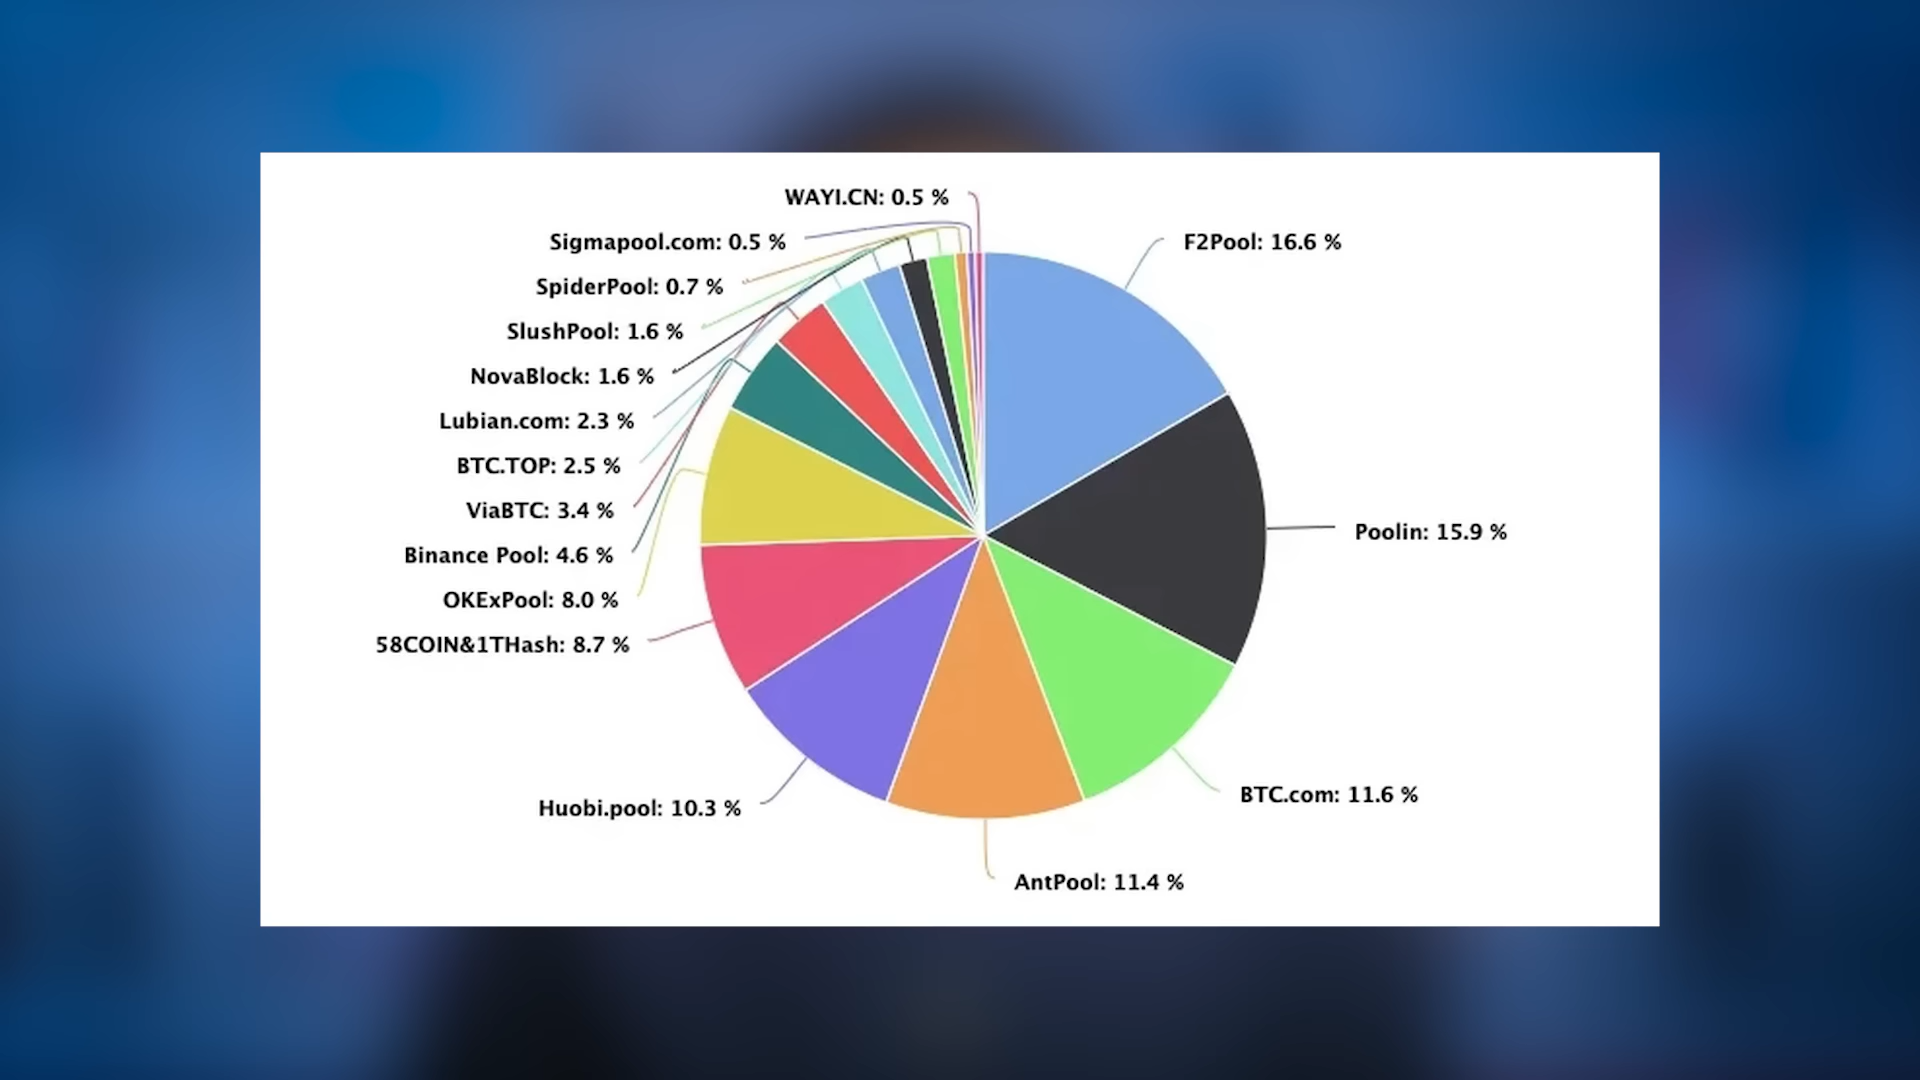 WAYI.CN: 0.5 %
Sigmapool.com: 0.5 %
F2Pool: 16.6 %
SpiderPool: 0.7 %
SlushPool: 1.6 %
NovaBlock: 1.6 %
Lubian.com: 2.3 %
BTC.TOP: 2.5 %
ViaBTC: 3.4 %
Poolin: 15.9 %
Binance Pool: 4.6 %
OKExPool: 8.0 %
58COIN&1THash: 8.7 %
BTC.com: 11.6 %
Huobi.pool: 10.3 %
AntPool: 11.4 %